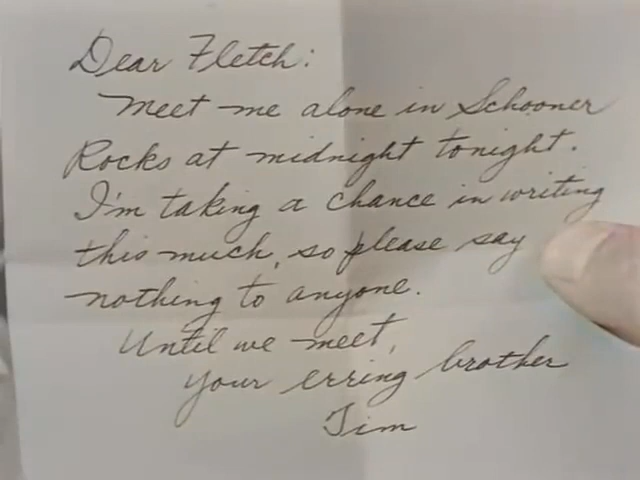 Dear Fletch:
Meet me alone in Schooner
Rocks at midnight tonight.
I'm taking a chance in writing
this much, so please say
nothing to anyone.
Until we meet,
your erring brother
Jim